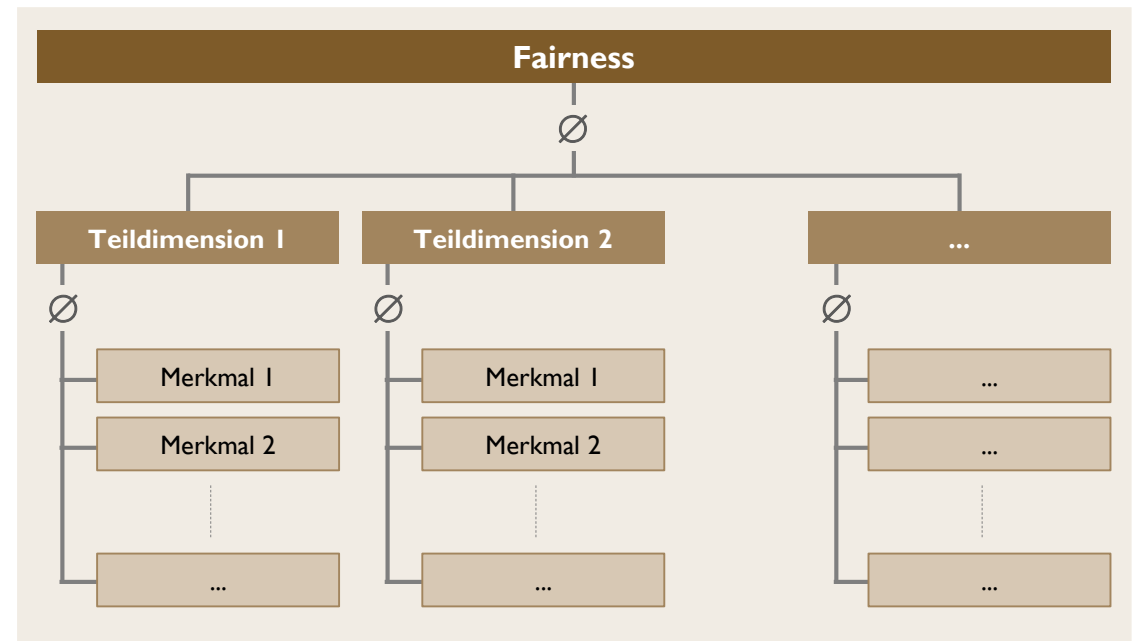 Fairness
∅
Teildimension 1
Teildimension 2
...
∅
∅
∅
Merkmal 1
Merkmal 1
...
Merkmal 2
Merkmal 2
...
...
...
...